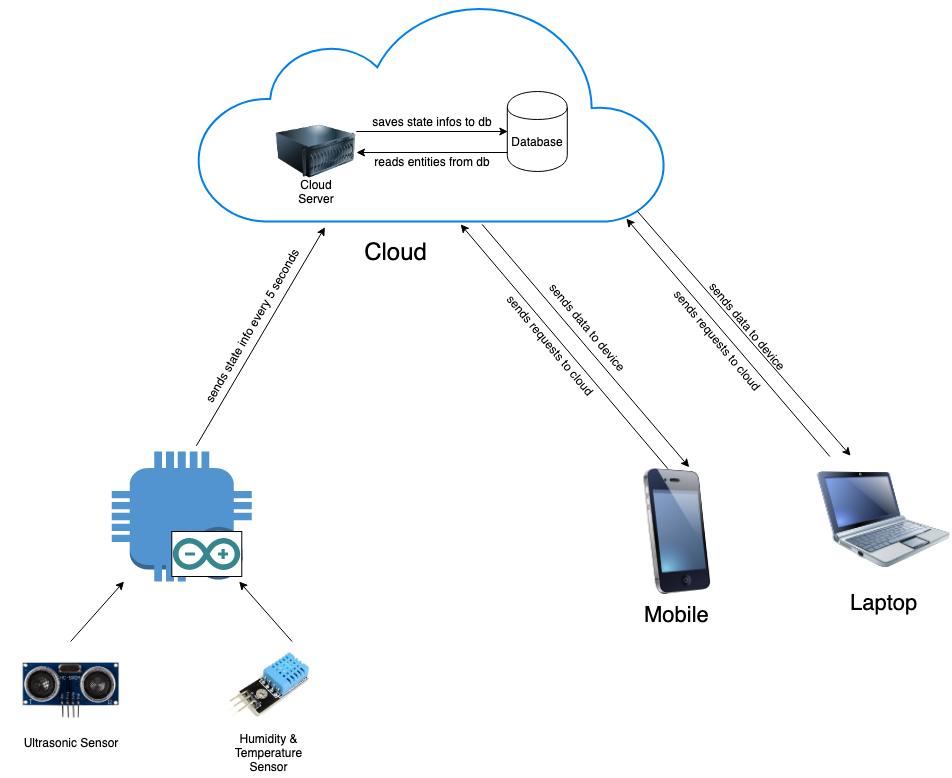 saves state infos to db
Database
reads entities from db
Cloud
Server
Cloud
sends state info every 5 seconds
sends data to device
sends requests to cloud
sends data to device
sends requests to cloud
Mobile
Laptop
Ultrasonic Sensor
Humidity &
Temperature
Sensor